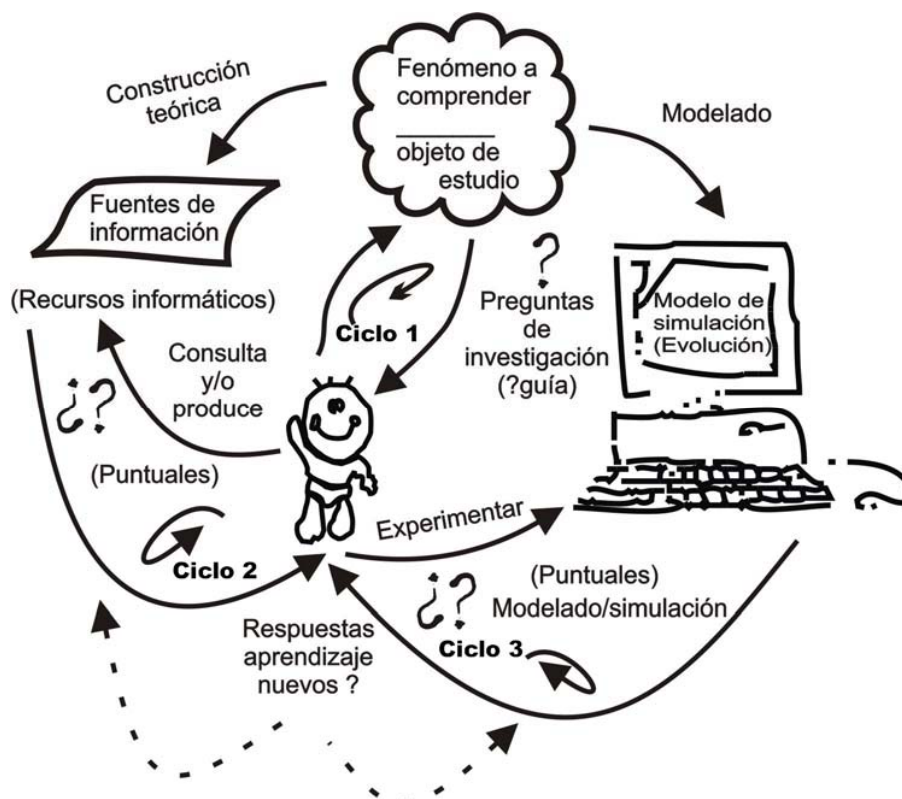 Construcción
teórica
Fenómeno a
comprender
objeto de
estudio
Modelado
Fuentes de
información
(Recursos informáticos)
Ciclo 1
?
Preguntas
de
investigación
(?guía)
Modelo de
simulación
(Evolución)
Consulta
y/o
produce
¿?
(Puntuales)
Ciclo 2
Experimentar
¿?
(Puntuales)
Modelado/simulación
Ciclo 3
Respuestas
aprendizaje
nuevos ?